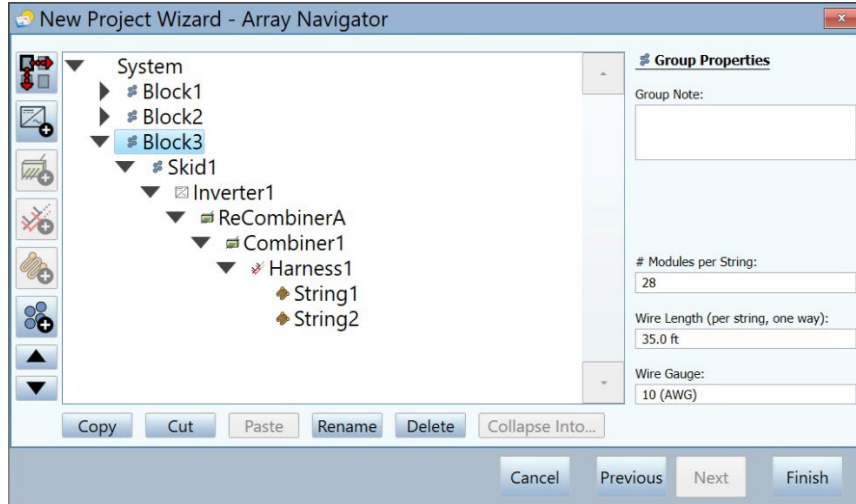 New Project Wizard - Array Navigator
System
Block1
Block2
Block3
Skid1
Inverter1
ReCombinerA
Combiner1
Harness1
String1
String2
Group Properties
Group Note:
# Modules per String:
28
Wire Length (per string, one way):
35.0 ft
Wire Gauge:
10 (AWG)
Copy Cut Paste Rename Delete Collapse Into...
Cancel Previous Next Finish